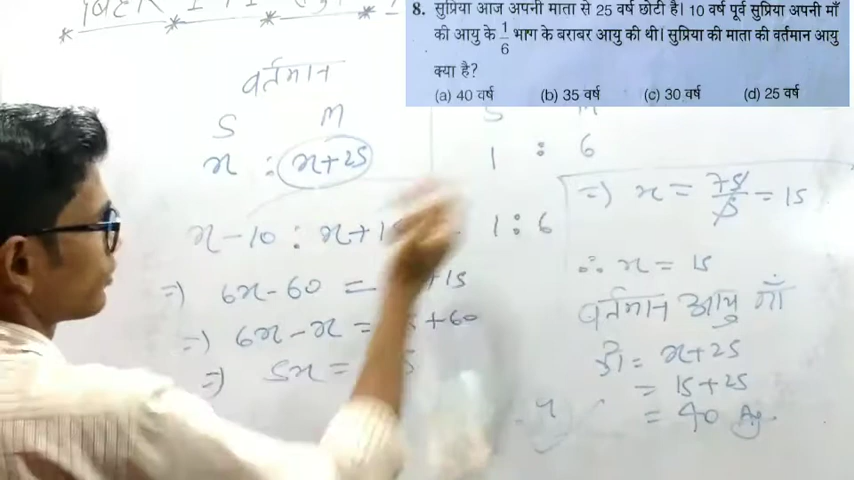 8. सुप्रिया आज अपनी माता से 25 वर्ष छोटी है। 10 वर्ष पूर्व सुप्रिया अपनी माँ
की आयु के 1/6 भाग के बराबर आयु की थी। सुप्रिया की माता की वर्तमान आयु
क्या है?
(a) 40 वर्ष (b) 35 वर्ष (c) 30 वर्ष (d) 25 वर्ष
वर्तमान
S M
x : x+25
x-10 : x+1
=) 6x-60 = +15
=) 6x-x = +60
=) 5x =
S M
1 : 6
1 : 6
=) x = 75/5 = 15
∴ x = 15
वर्तमान आयु माँ
की = x+25
= 15+25
= 40